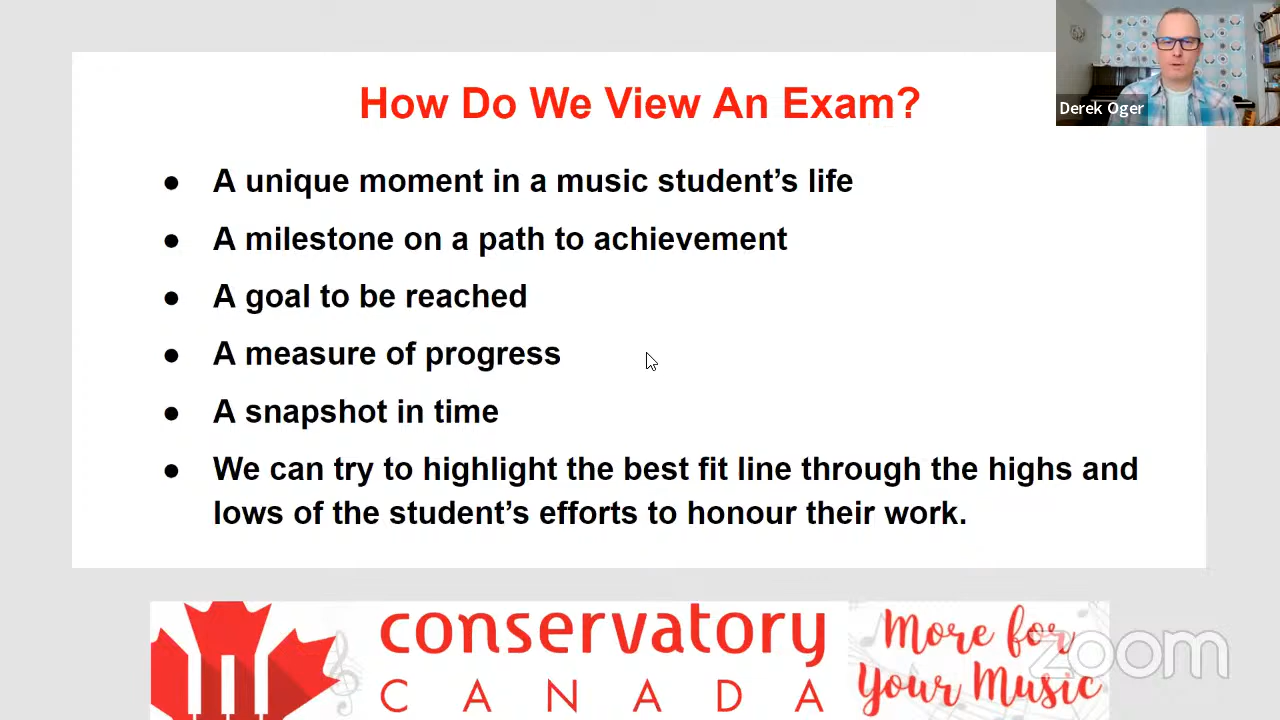 How Do We View An Exam?
Derek Oger
● A unique moment in a music student’s life
● A milestone on a path to achievement
● A goal to be reached
● A measure of progress
● A snapshot in time
● We can try to highlight the best fit line through the highs and
lows of the student’s efforts to honour their work.
conservatory
CANADA
More for
Your Music
zoom